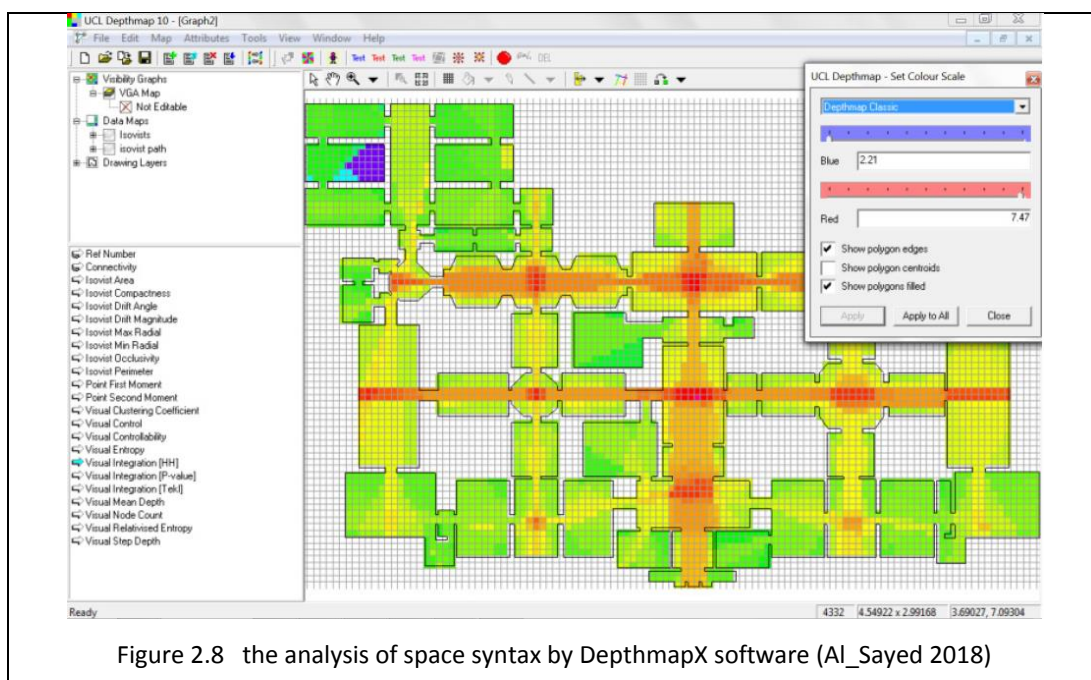 UCL Depthmap 10 - [Graph2]
File Edit Map Attributes Tools View Window Help
Test Test Test Test
DEL
Visibility Graphs
VGA Map
Not Editable
Data Maps
Isovists
isovist path
Drawing Layers
Ref Number
Connectivity
Isovist Area
Isovist Compactness
Isovist Drift Angle
Isovist Drift Magnitude
Isovist Max Radial
Isovist Min Radial
Isovist Occlusivity
Isovist Perimeter
Point First Moment
Point Second Moment
Visual Clustering Coefficient
Visual Control
Visual Controllability
Visual Entropy
Visual Integration [HH]
Visual Integration [P-value]
Visual Integration [Tekl]
Visual Mean Depth
Visual Node Count
Visual Relativised Entropy
Visual Step Depth
UCL Depthmap - Set Colour Scale
Depthmap Classic
Blue 2.21
Red 7.47
Show polygon edges
Show polygon centroids
Show polygons filled
Apply Apply to All Close
Ready 4332 4.54922 x 2.99168 3.69027, 7.09304
Figure 2.8 the analysis of space syntax by DepthmapX software (Al_Sayed 2018)